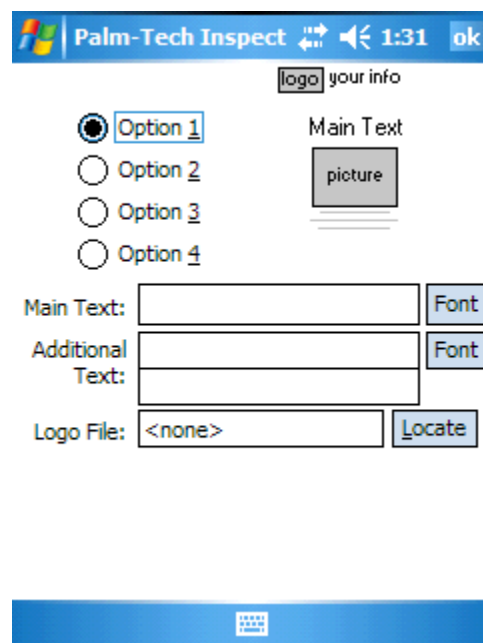 Palm-Tech Inspect 1:31 ok
logo your info
Option 1
Option 2
Option 3
Option 4
Main Text
picture
Main Text: Font
Additional Text: Font
Logo File: <none> Locate